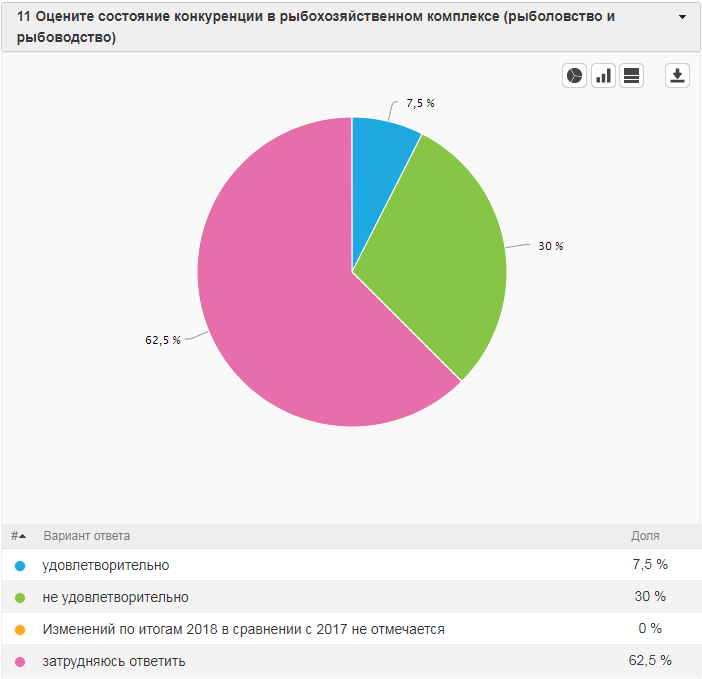 11 Оцените состояние конкуренции в рыбохозяйственном комплексе (рыболовство и
рыбоводство)
7,5 %
30 %
62,5 %
# Вариант ответа Доля
удовлетворительно 7,5 %
не удовлетворительно 30 %
Изменений по итогам 2018 в сравнении с 2017 не отмечается 0 %
затрудняюсь ответить 62,5 %